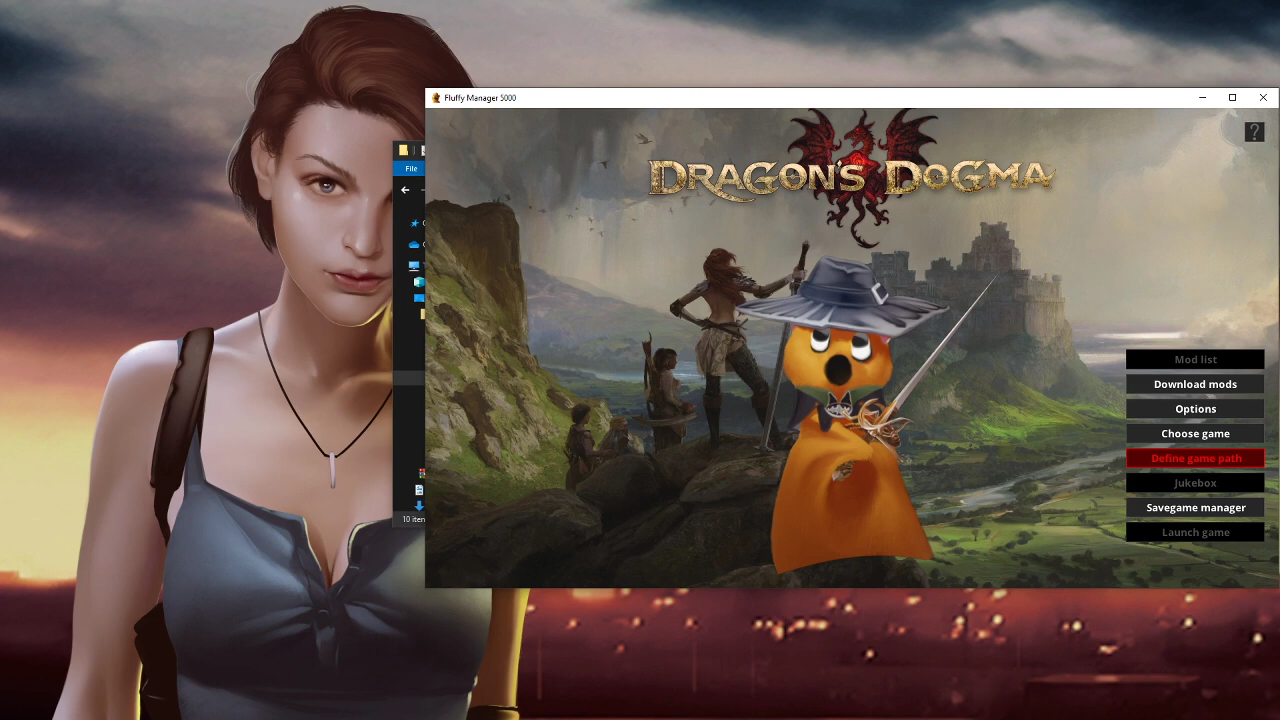 Fluffy Manager 5000
?
DRAGON'S DOGMA
File
Mod list
Download mods
Options
Choose game
Define game path
Jukebox
Savegame manager
Launch game
10 iten